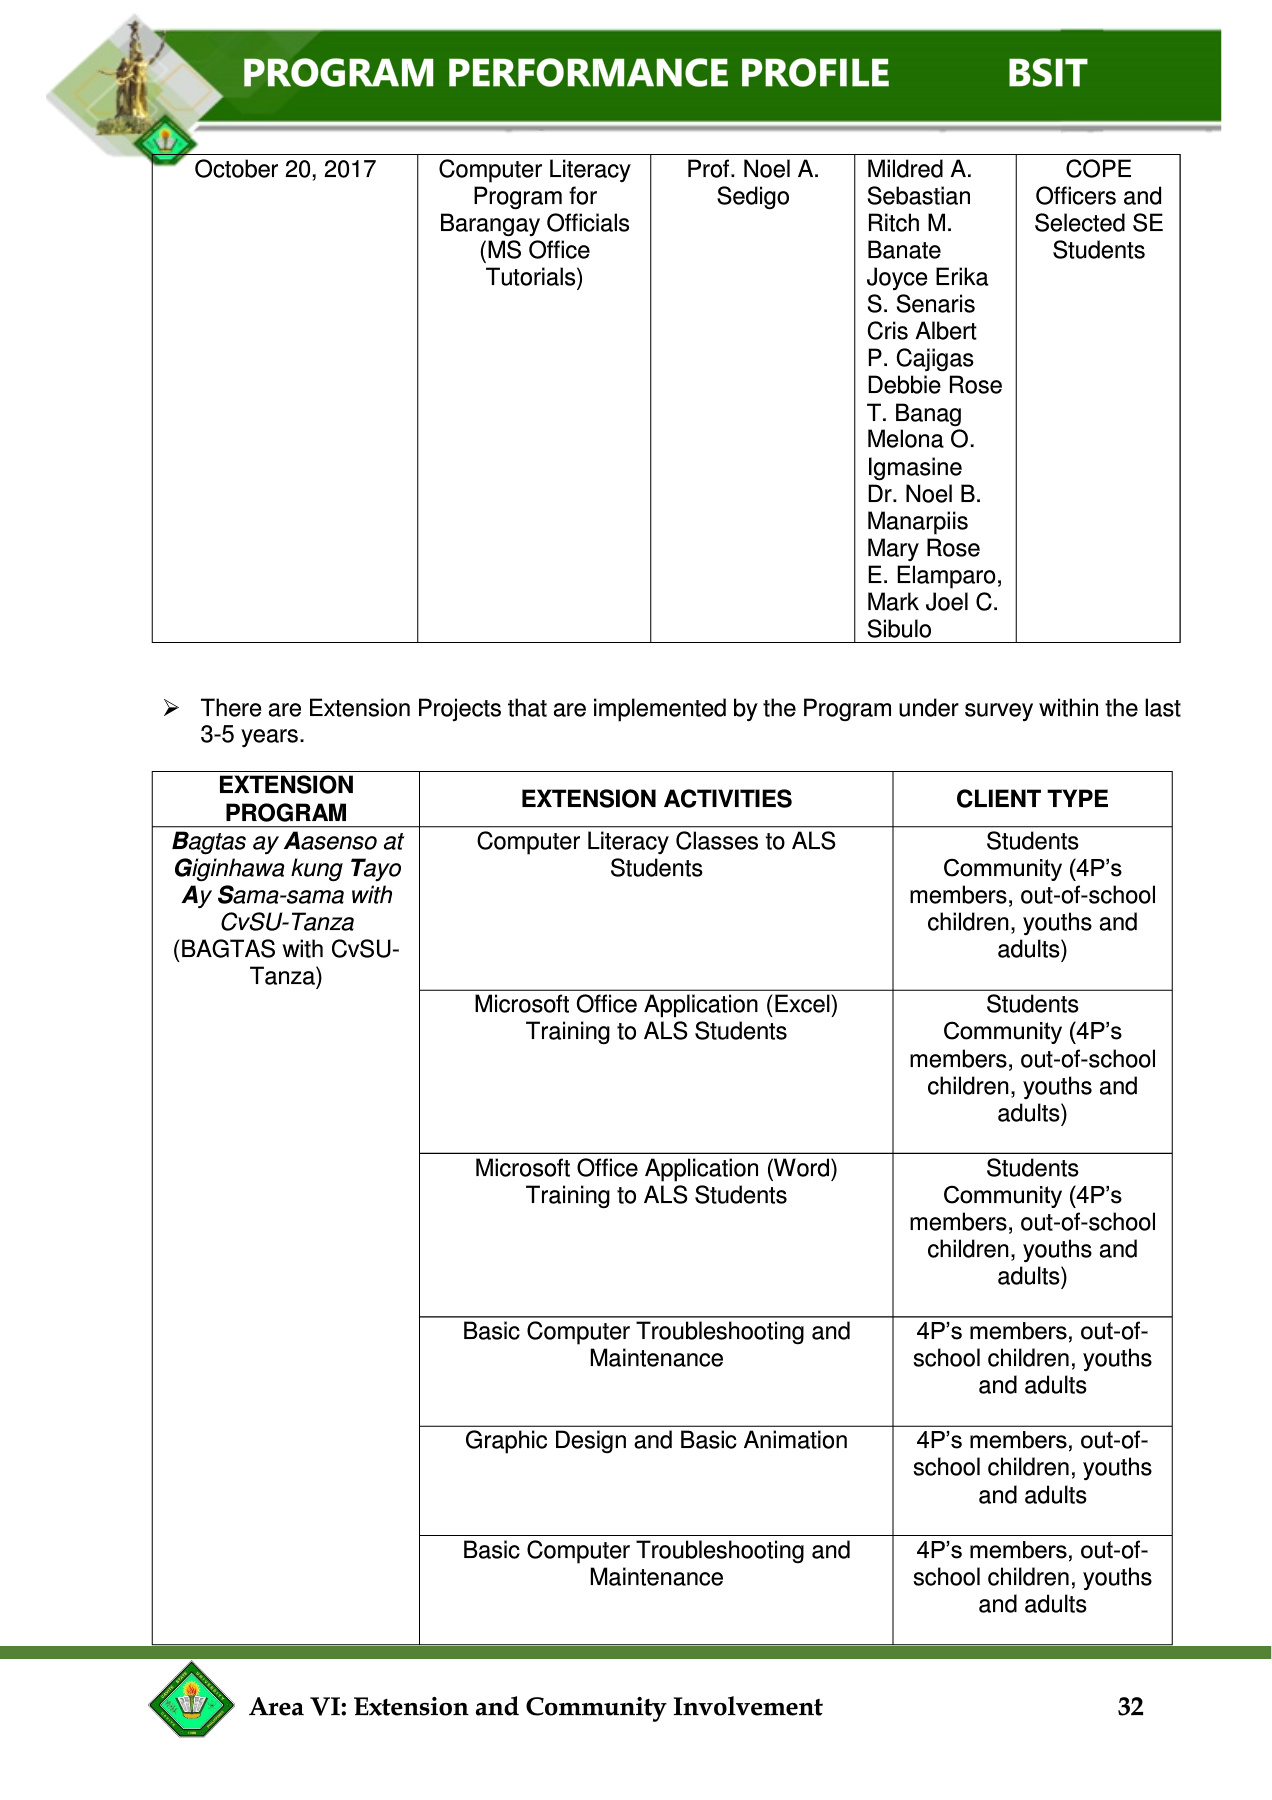 PROGRAM PERFORMANCE PROFILE BSIT
October 20, 2017
Computer Literacy
Program for
Barangay Officials
(MS Office
Tutorials)
Prof. Noel A.
Sedigo
Mildred A.
Sebastian
Ritch M.
Banate
Joyce Erika
S. Senaris
Cris Albert
P. Cajigas
Debbie Rose
T. Banag
Melona O.
Igmasine
Dr. Noel B.
Manarpiis
Mary Rose
E. Elamparo,
Mark Joel C.
Sibulo
COPE
Officers and
Selected SE
Students
➢ There are Extension Projects that are implemented by the Program under survey within the last
3-5 years.
EXTENSION
PROGRAM
EXTENSION ACTIVITIES
CLIENT TYPE
Bagtas ay Aasenso at
Giginhawa kung Tayo
Ay Sama-sama with
CvSU-Tanza
(BAGTAS with CvSU-
Tanza)
Computer Literacy Classes to ALS
Students
Students
Community (4P’s
members, out-of-school
children, youths and
adults)
Microsoft Office Application (Excel)
Training to ALS Students
Students
Community (4P’s
members, out-of-school
children, youths and
adults)
Microsoft Office Application (Word)
Training to ALS Students
Students
Community (4P’s
members, out-of-school
children, youths and
adults)
Basic Computer Troubleshooting and
Maintenance
4P’s members, out-of-
school children, youths
and adults
Graphic Design and Basic Animation
4P’s members, out-of-
school children, youths
and adults
Basic Computer Troubleshooting and
Maintenance
4P’s members, out-of-
school children, youths
and adults
Area VI: Extension and Community Involvement 32